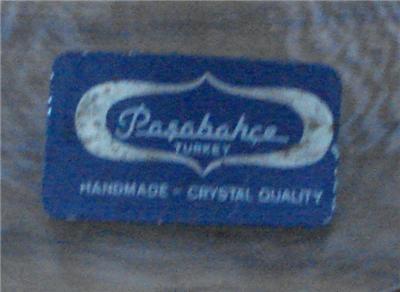 Paşabahçe
TURKEY
HANDMADE - CRYSTAL QUALITY